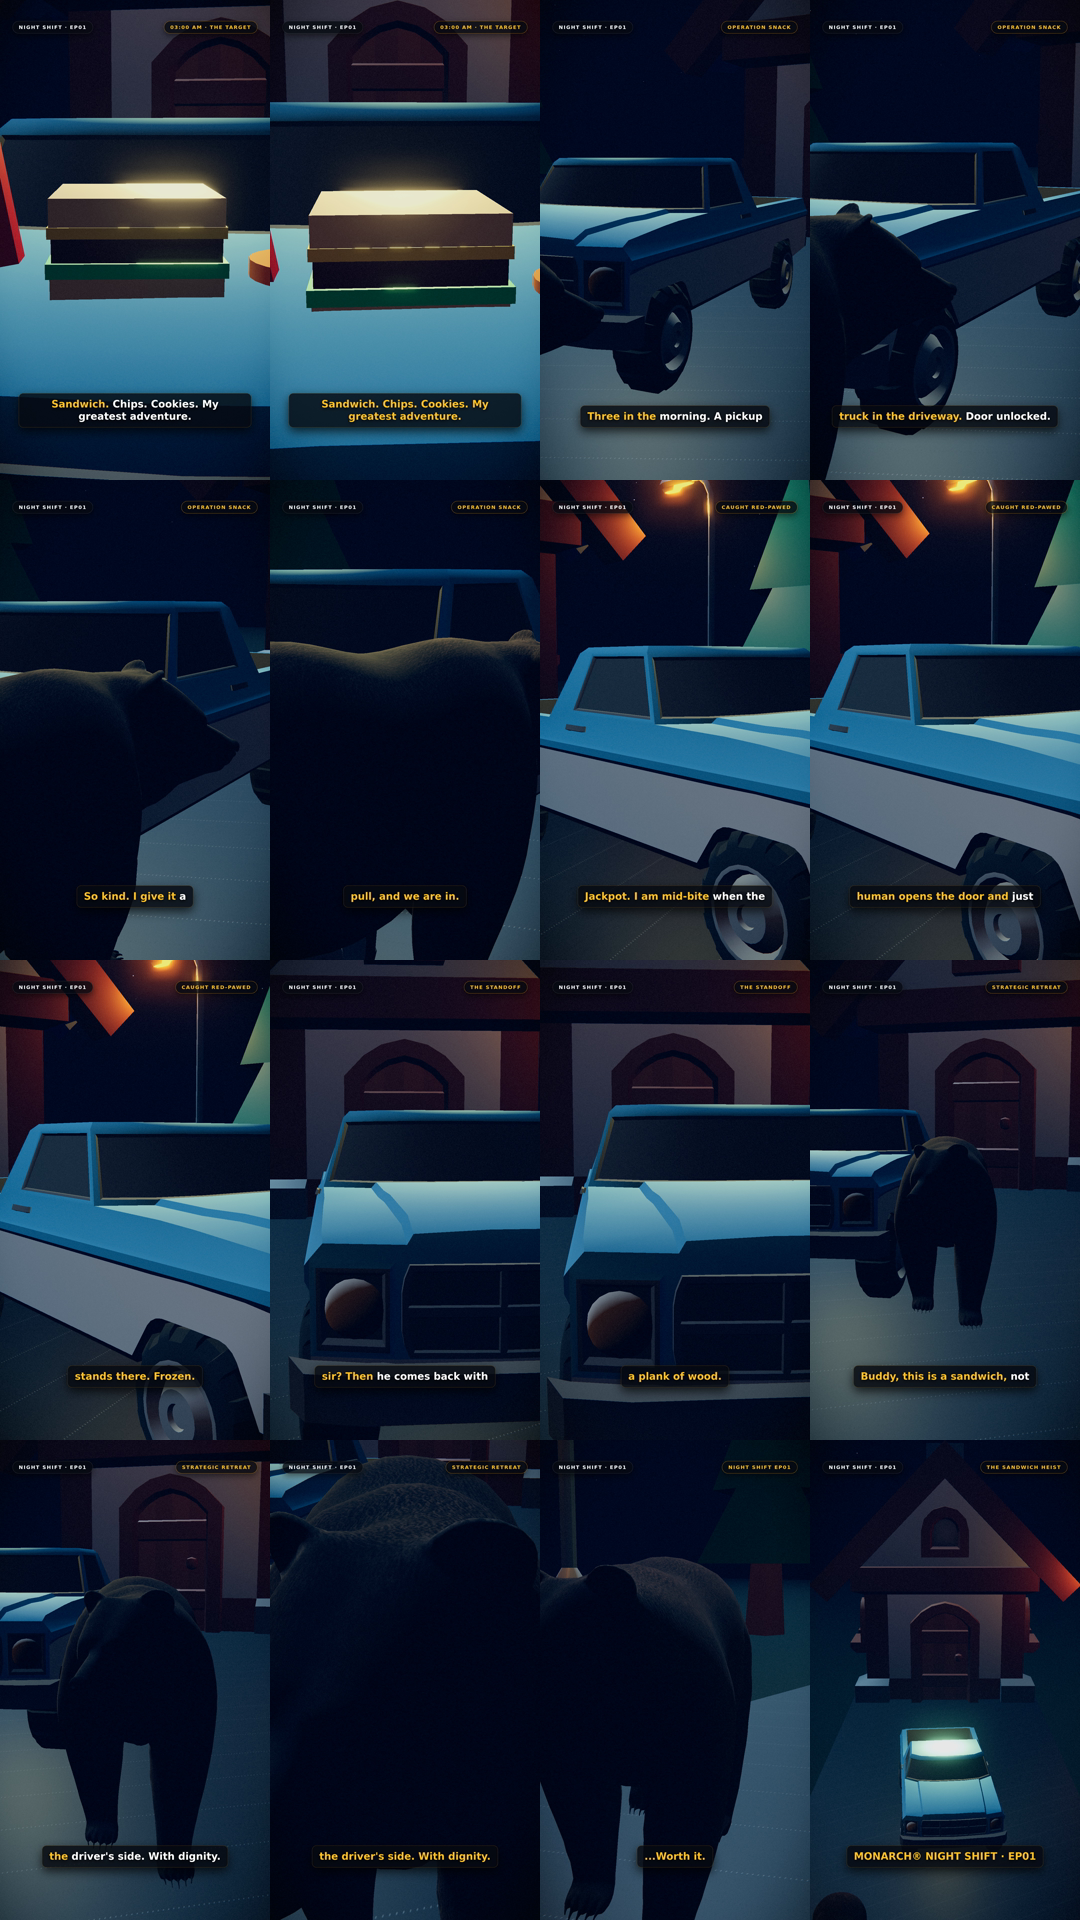 NIGHT SHIFT · EP01
03:00 AM · THE TARGET
Sandwich. Chips. Cookies. My
greatest adventure.
NIGHT SHIFT · EP01
03:00 AM · THE TARGET
Sandwich. Chips. Cookies. My
greatest adventure.
NIGHT SHIFT · EP01
OPERATION SNACK
Three in the morning. A pickup
NIGHT SHIFT · EP01
OPERATION SNACK
truck in the driveway. Door unlocked.
NIGHT SHIFT · EP01
OPERATION SNACK
So kind. I give it a
NIGHT SHIFT · EP01
OPERATION SNACK
pull, and we are in.
NIGHT SHIFT · EP01
CAUGHT RED-PAWED
Jackpot. I am mid-bite when the
NIGHT SHIFT · EP01
CAUGHT RED-PAWED
human opens the door and just
NIGHT SHIFT · EP01
CAUGHT RED-PAWED
stands there. Frozen.
NIGHT SHIFT · EP01
THE STANDOFF
sir? Then he comes back with
NIGHT SHIFT · EP01
THE STANDOFF
a plank of wood.
NIGHT SHIFT · EP01
STRATEGIC RETREAT
Buddy, this is a sandwich, not
NIGHT SHIFT · EP01
STRATEGIC RETREAT
the driver's side. With dignity.
NIGHT SHIFT · EP01
STRATEGIC RETREAT
the driver's side. With dignity.
NIGHT SHIFT · EP01
NIGHT SHIFT EP01
...Worth it.
NIGHT SHIFT · EP01
THE SANDWICH HEIST
MONARCH® NIGHT SHIFT · EP01